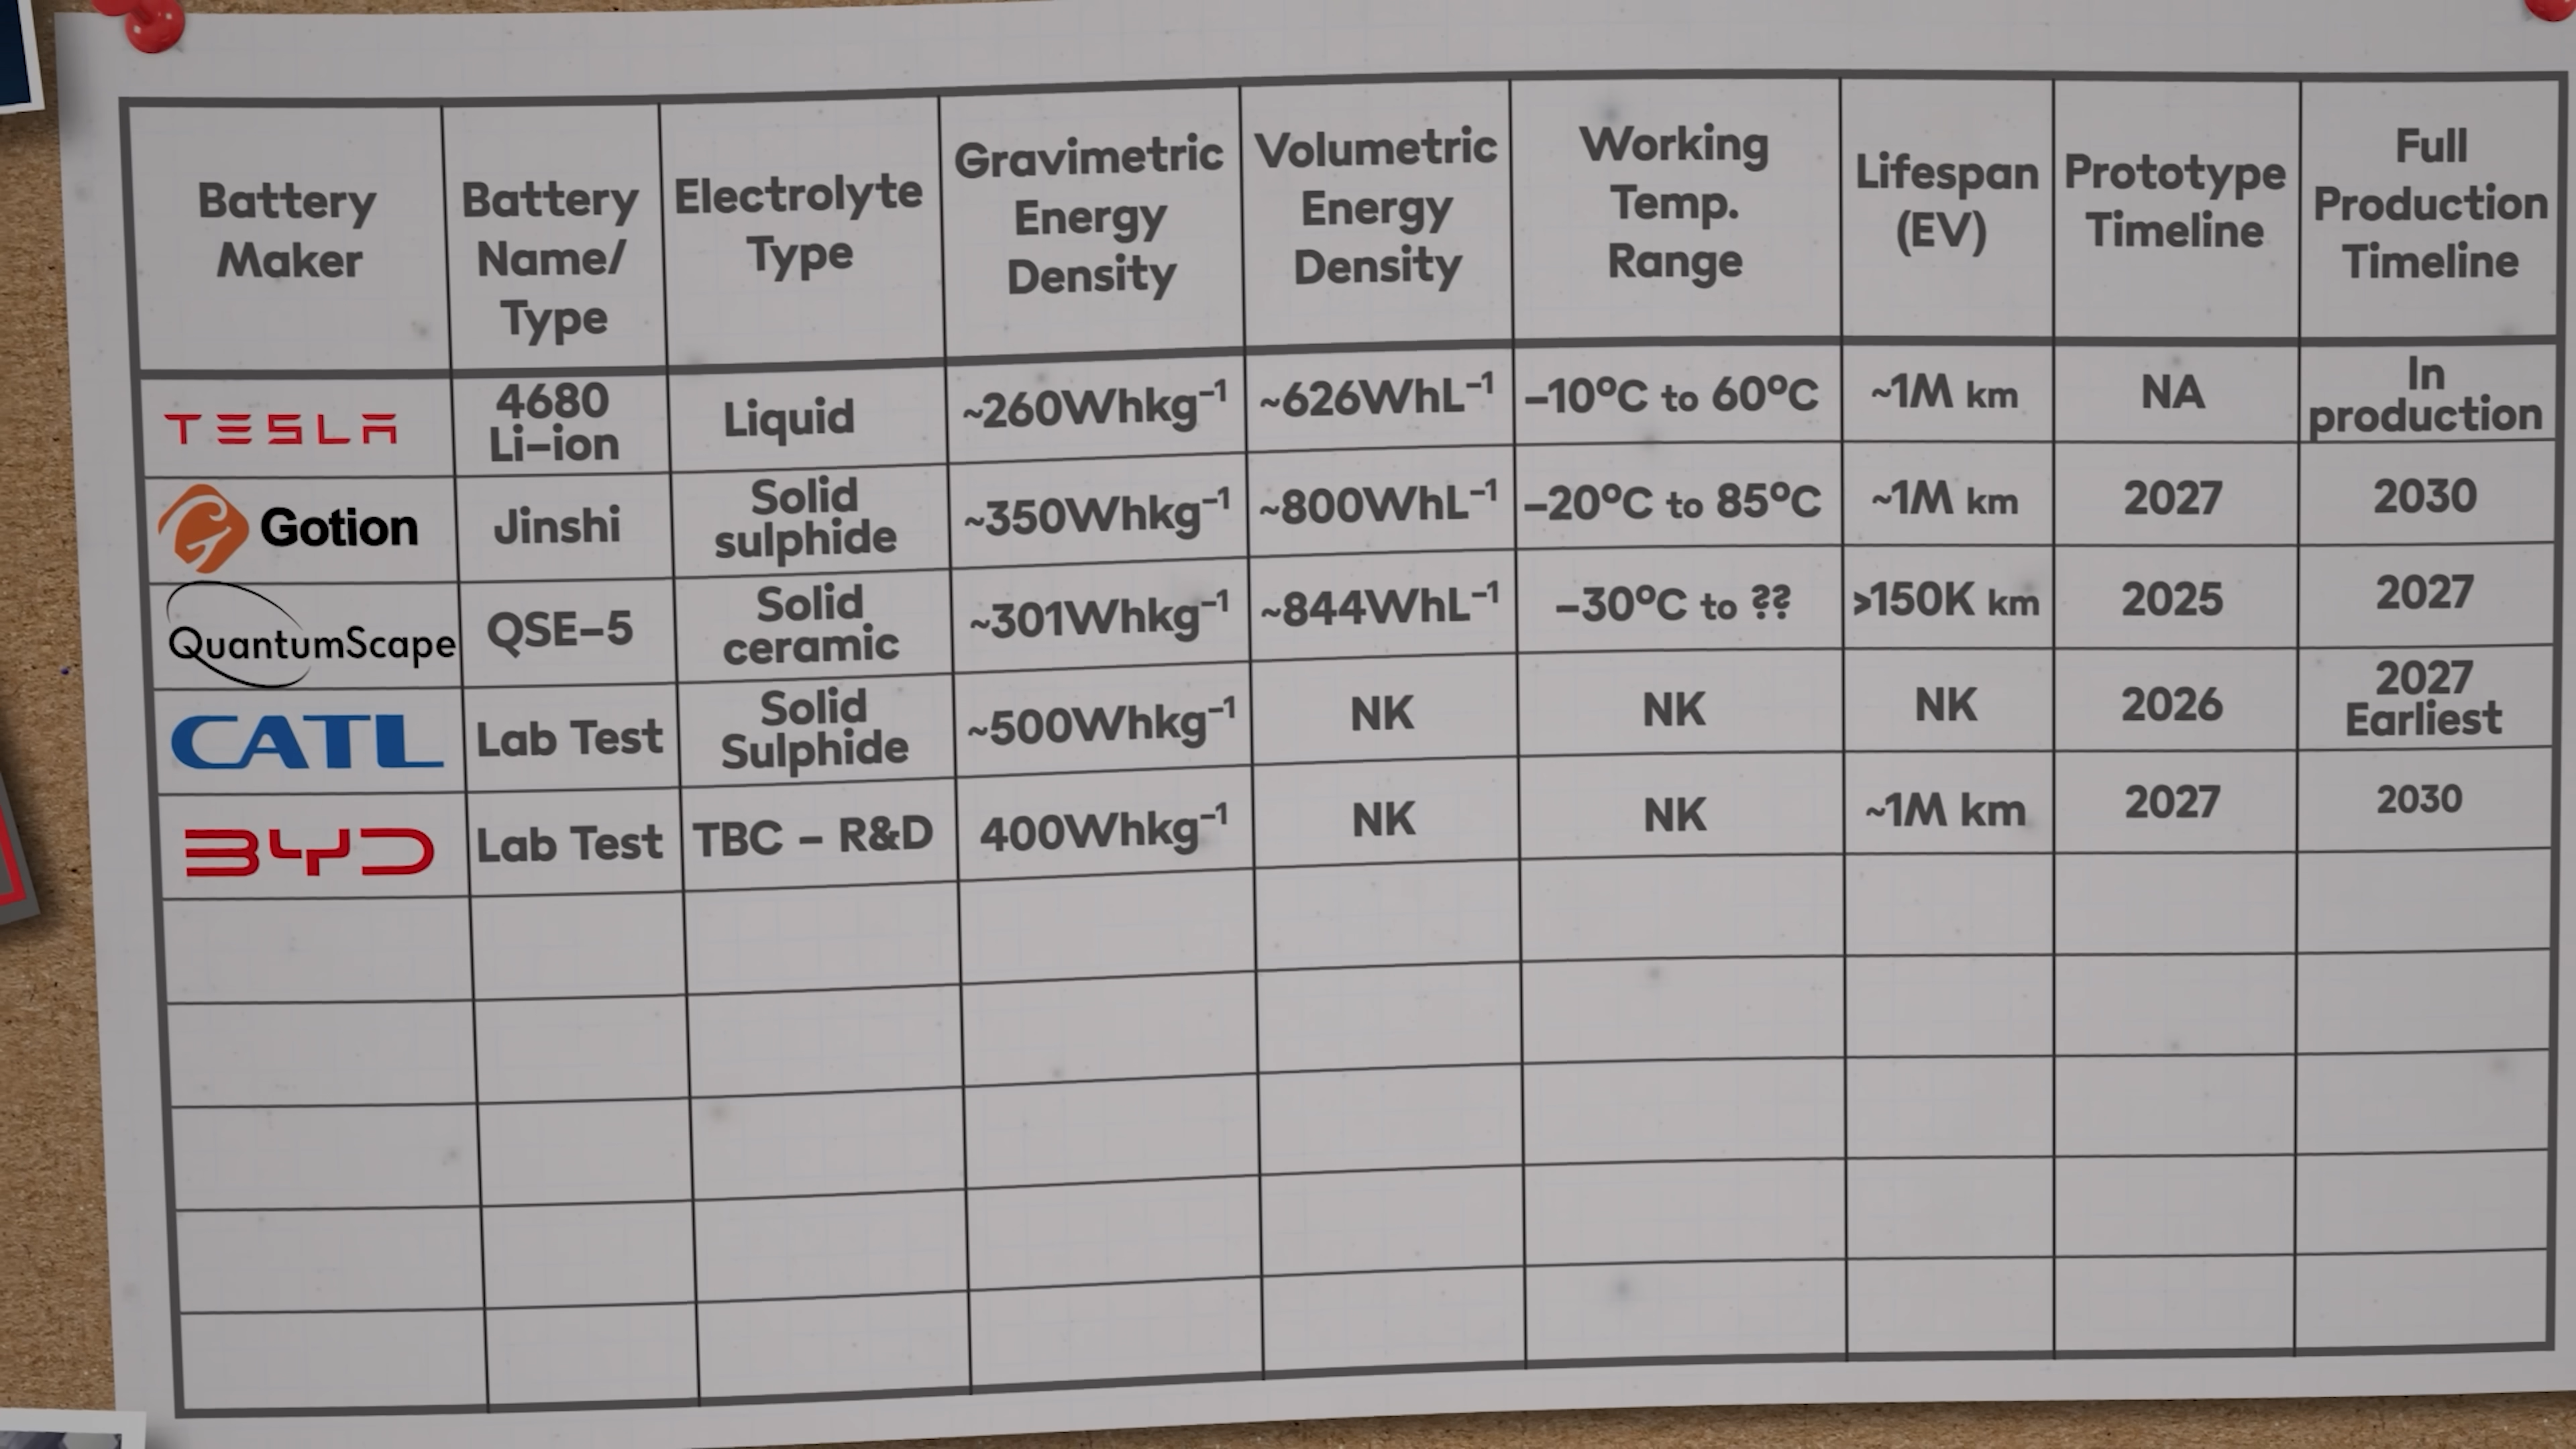 Battery
Maker
Battery
Name/
Type
Electrolyte
Type
Gravimetric
Energy
Density
Volumetric
Energy
Density
Working
Temp.
Range
Lifespan
(EV)
Prototype
Timeline
Full
Production
Timeline
TESLA
4680
Li-ion
Liquid
~260Whkg⁻¹
~626WhL⁻¹
-10°C to 60°C
~1M km
NA
In
production
Gotion
Jinshi
Solid
sulphide
~350Whkg⁻¹
~800WhL⁻¹
-20°C to 85°C
~1M km
2027
2030
QuantumScape
QSE-5
Solid
ceramic
~301Whkg⁻¹
~844WhL⁻¹
-30°C to ??
>150K km
2025
2027
CATL
Lab Test
Solid
Sulphide
~500Whkg⁻¹
NK
NK
NK
2026
2027
Earliest
BYD
Lab Test
TBC - R&D
400Whkg⁻¹
NK
NK
~1M km
2027
2030